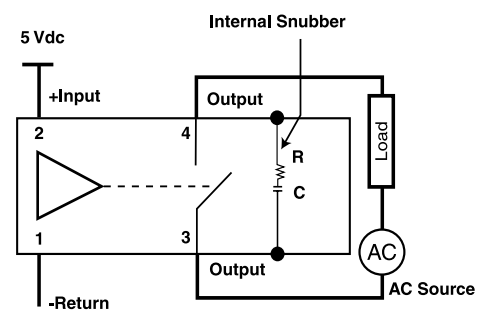 Internal Snubber
5 Vdc
+Input
Output
2
4
R
C
Load
1
3
AC
Output
AC Source
-Return